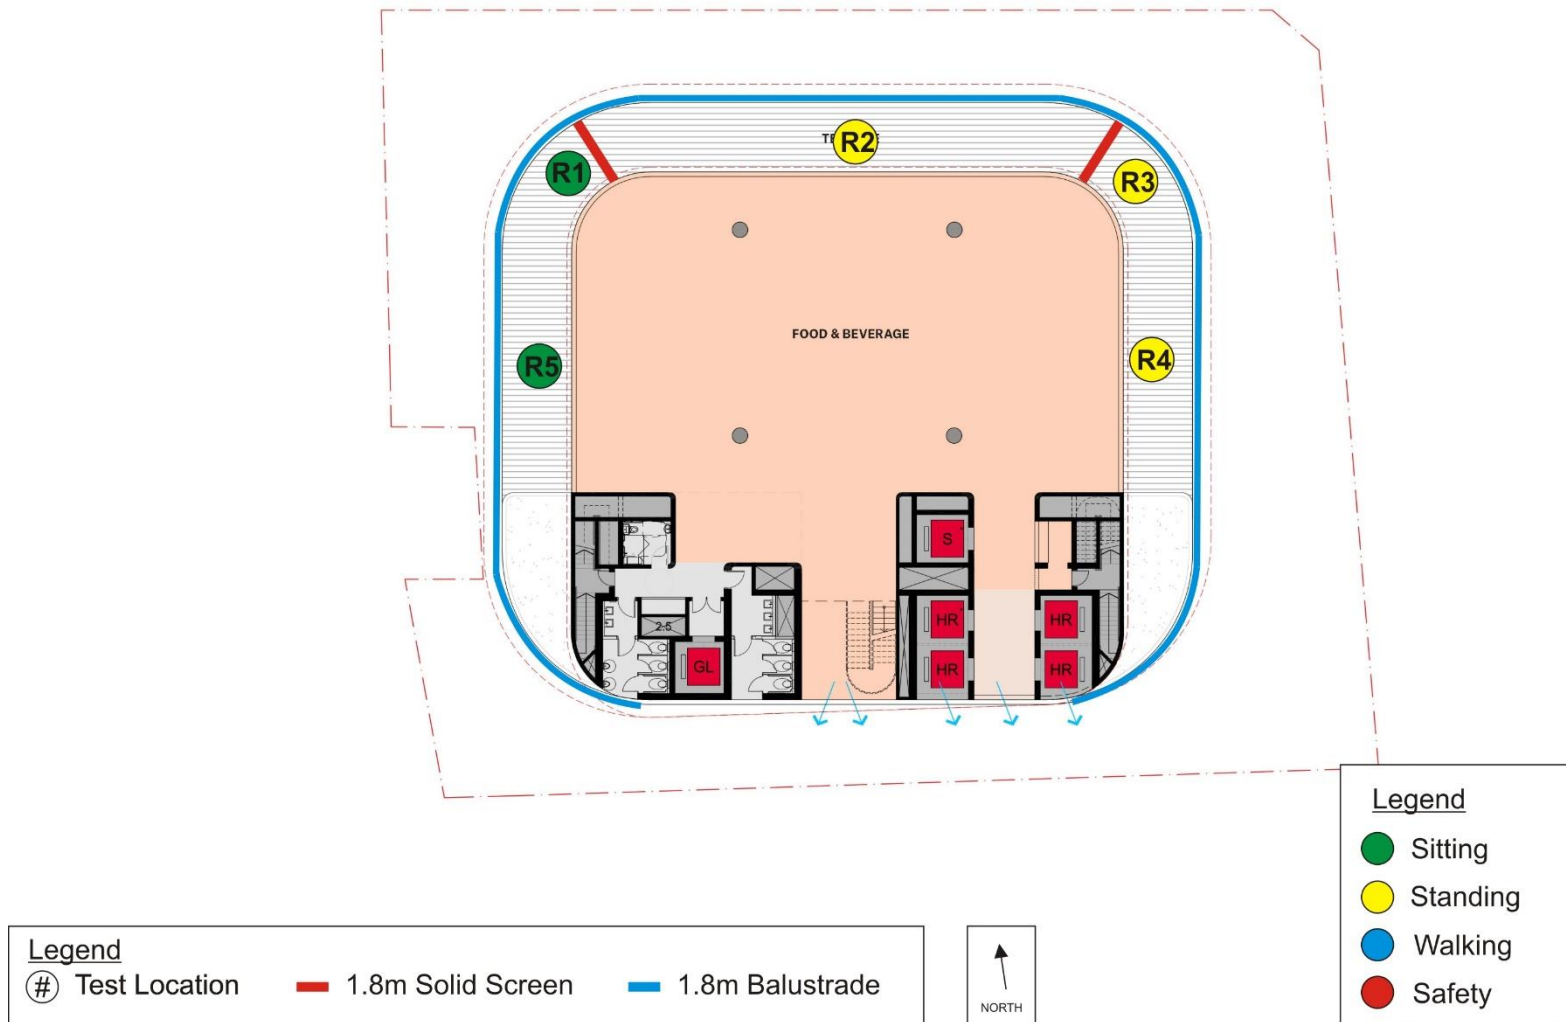 TE E
R2
R1
R3
FOOD & BEVERAGE
R5
R4
S
HR
HR
2.5
GL
HR
HR
Legend
Sitting
Standing
Walking
Safety
Legend
# Test Location
1.8m Solid Screen
1.8m Balustrade
NORTH